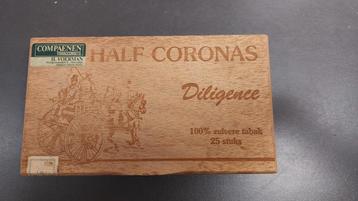 COMPAENEN
H. VOERMAN
HALF CORONAS
Diligence
100% zuivere tabak
25 stuks